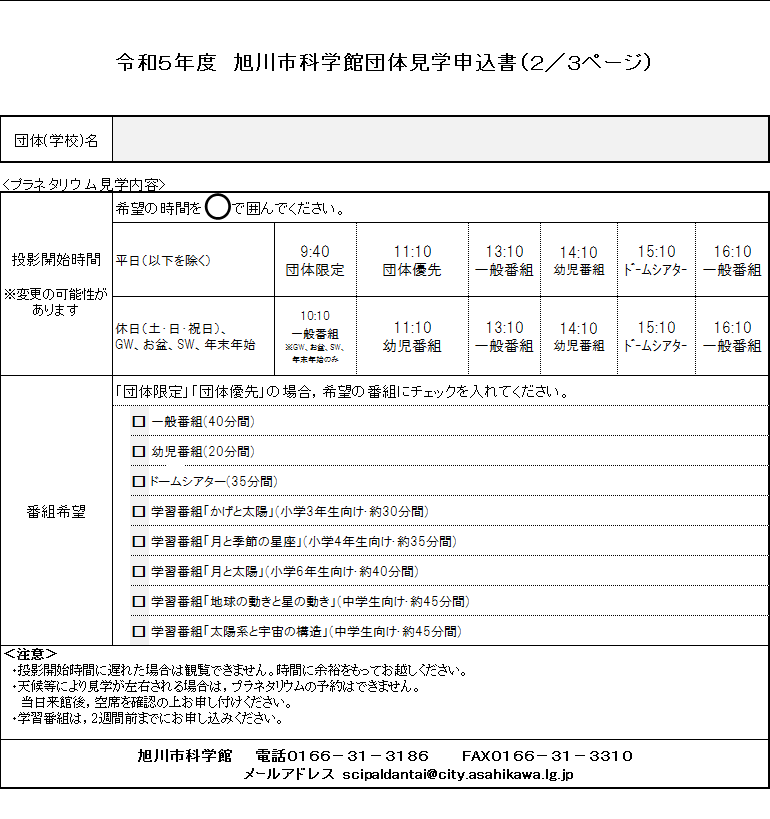 令和５年度　旭川市科学館団体見学申込書（２／３ページ）
団体(学校)名
<プラネタリウム見学内容>
希望の時間を◯で囲んでください。
投影開始時間
※変更の可能性が
あります
平日（以下を除く）
9:40
団体限定
11:10
団体優先
13:10
一般番組
14:10
幼児番組
15:10
ﾄﾞｰﾑｼｱﾀｰ
16:10
一般番組
休日（土・日・祝日）、
GW、お盆、SW、年末年始
10:10
一般番組
※GW、お盆、SW、
年末年始のみ
11:10
幼児番組
13:10
一般番組
14:10
幼児番組
15:10
ﾄﾞｰﾑｼｱﾀｰ
16:10
一般番組
番組希望
「団体限定」「団体優先」の場合，希望の番組にチェックを入れてください。
□ 一般番組（40分間）
□ 幼児番組（20分間）
□ ドームシアター（35分間）
□ 学習番組「かげと太陽」（小学3年生向け・約30分間）
□ 学習番組「月と季節の星座」（小学4年生向け・約35分間）
□ 学習番組「月と太陽」（小学6年生向け・約40分間）
□ 学習番組「地球の動きと星の動き」（中学生向け・約45分間）
□ 学習番組「太陽系と宇宙の構造」（中学生向け・約45分間）
＜注意＞
・投影開始時間に遅れた場合は観覧できません。時間に余裕をもってお越しください。
・天候等により見学が左右される場合は，プラネタリウムの予約はできません。
当日来館後，空席を確認の上お申し付けください。
・学習番組は，2週間前までにお申し込みください。
旭川市科学館　電話０１６６－３１－３１８６　FAX０１６６－３１－３３１０
メールアドレス scipaldantai@city.asahikawa.lg.jp